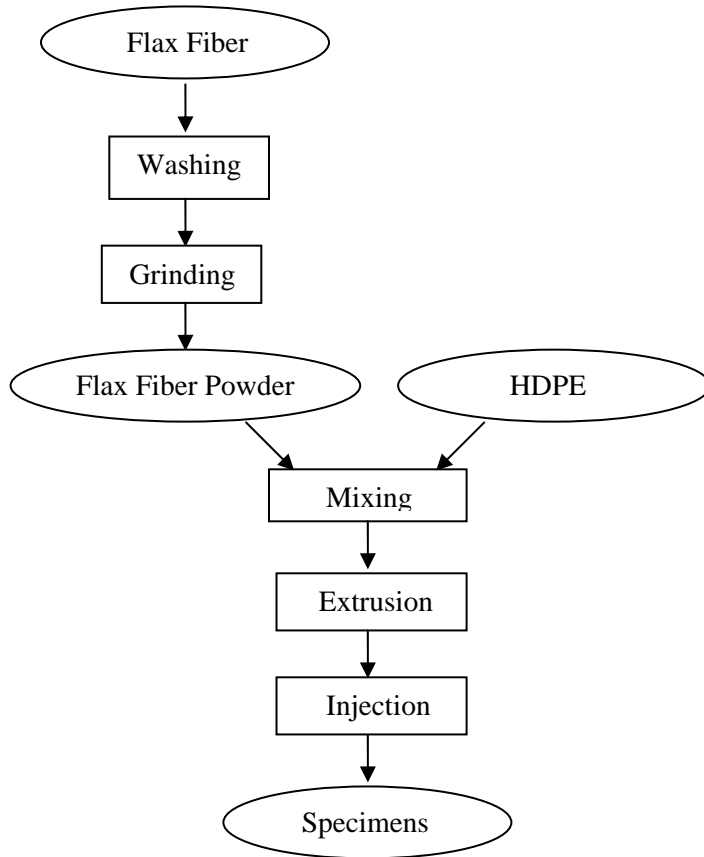 Flax Fiber
Washing
Grinding
Flax Fiber Powder
HDPE
Mixing
Extrusion
Injection
Specimens